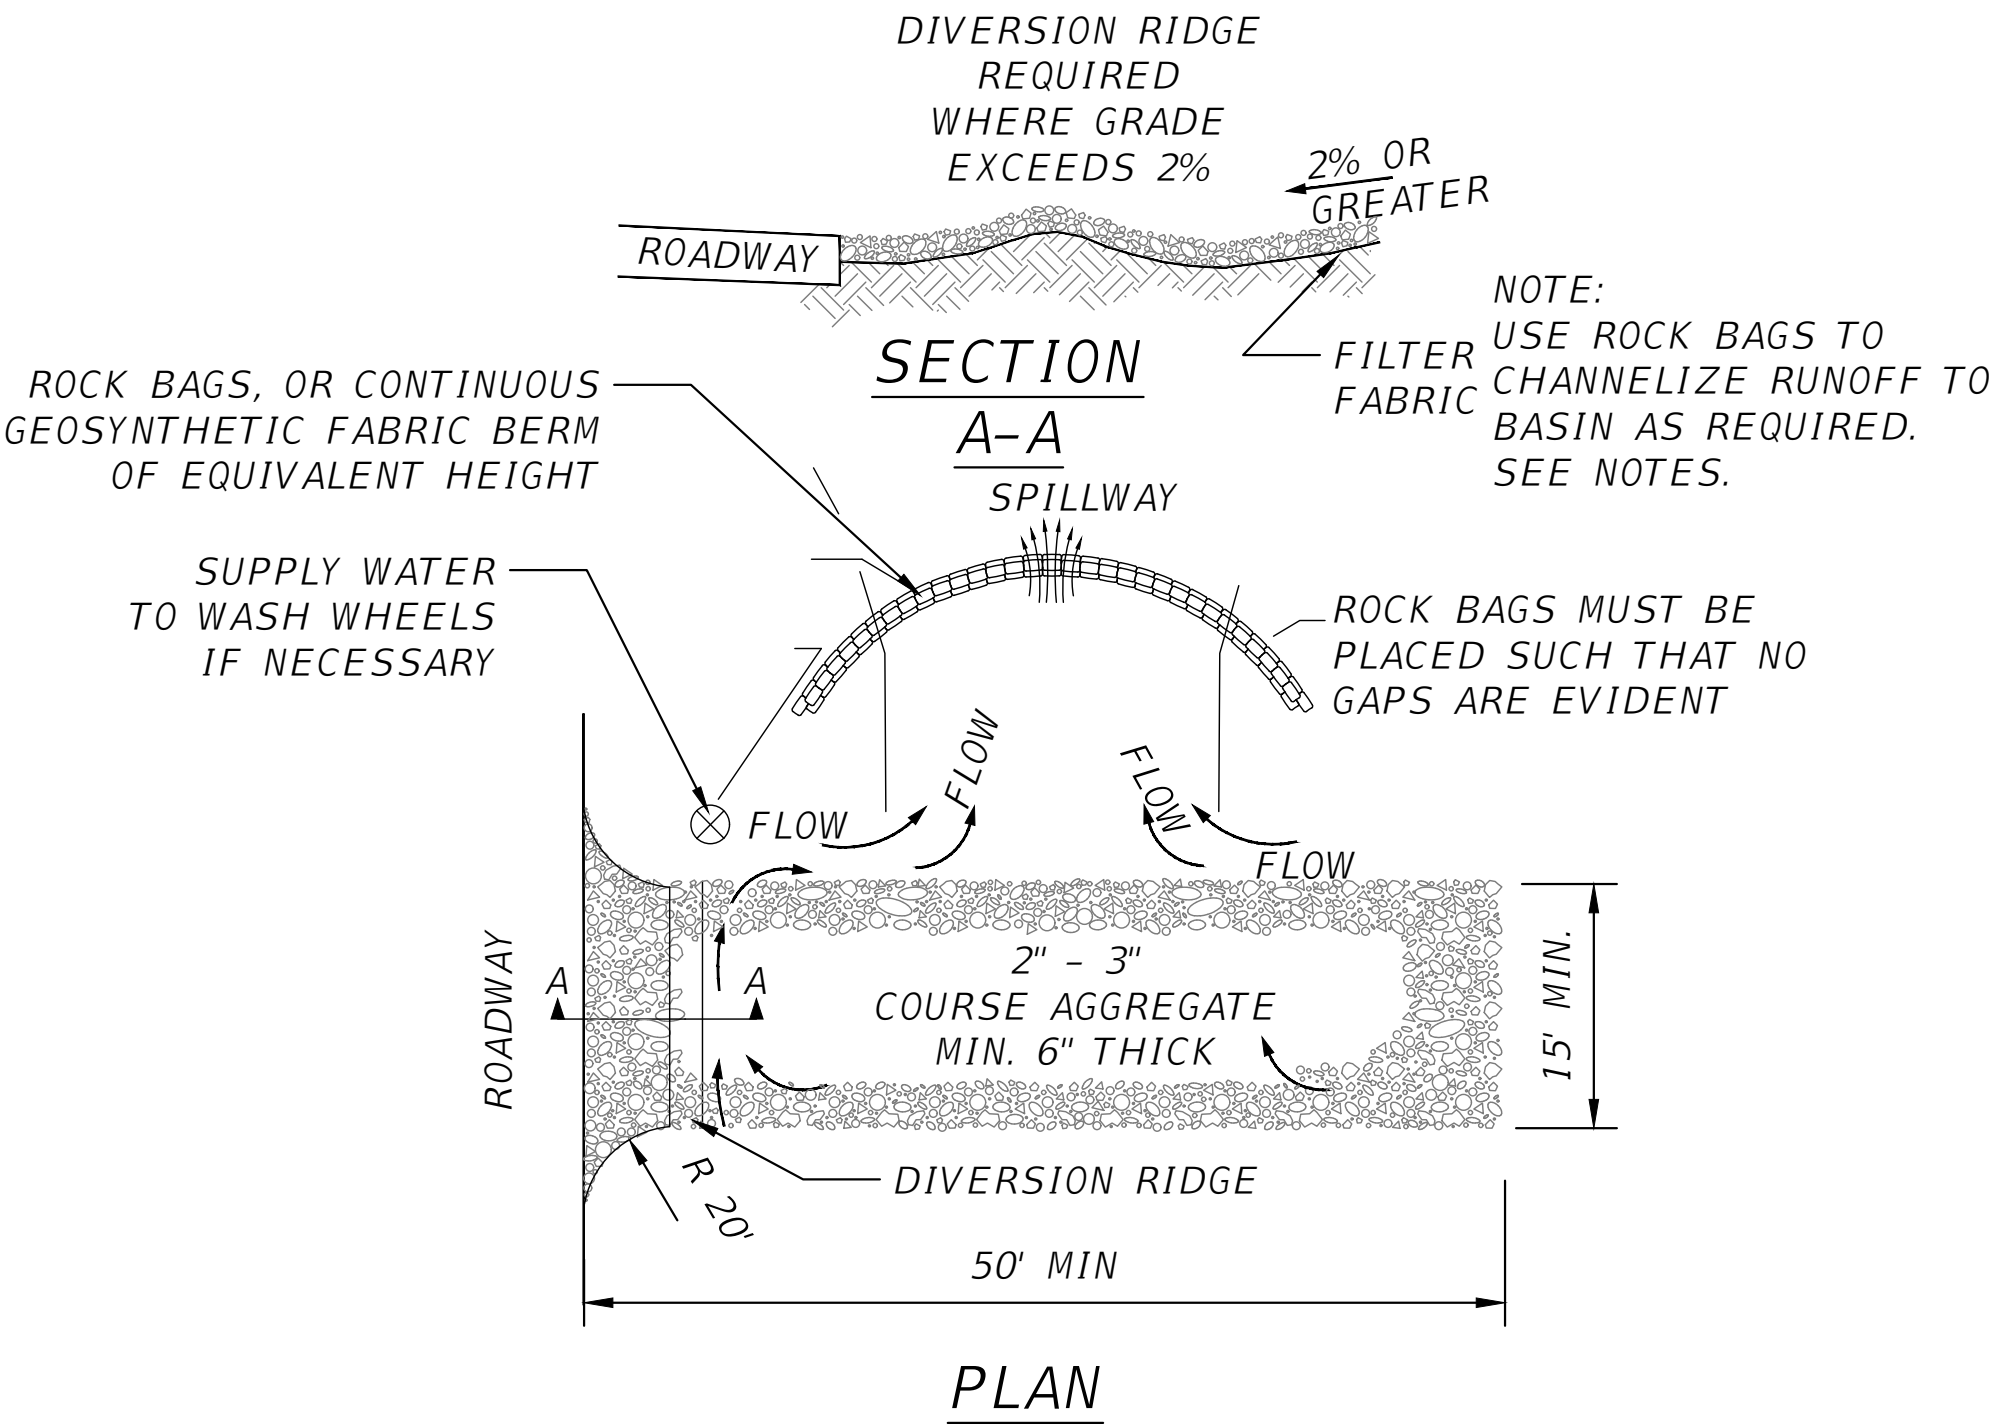 DIVERSION RIDGE
REQUIRED
WHERE GRADE
EXCEEDS 2%
2% OR
GREATER
ROADWAY
SECTION
A-A
FILTER
FABRIC
NOTE:
USE ROCK BAGS TO
CHANNELIZE RUNOFF TO
BASIN AS REQUIRED.
SEE NOTES.
ROCK BAGS, OR CONTINUOUS
GEOSYNTHETIC FABRIC BERM
OF EQUIVALENT HEIGHT
SPILLWAY
SUPPLY WATER
TO WASH WHEELS
IF NECESSARY
ROCK BAGS MUST BE
PLACED SUCH THAT NO
GAPS ARE EVIDENT
FLOW
FLOW
FLOW
FLOW
ROADWAY
A
A
2" - 3"
COURSE AGGREGATE
MIN. 6" THICK
15' MIN.
R 20'
DIVERSION RIDGE
50' MIN
PLAN